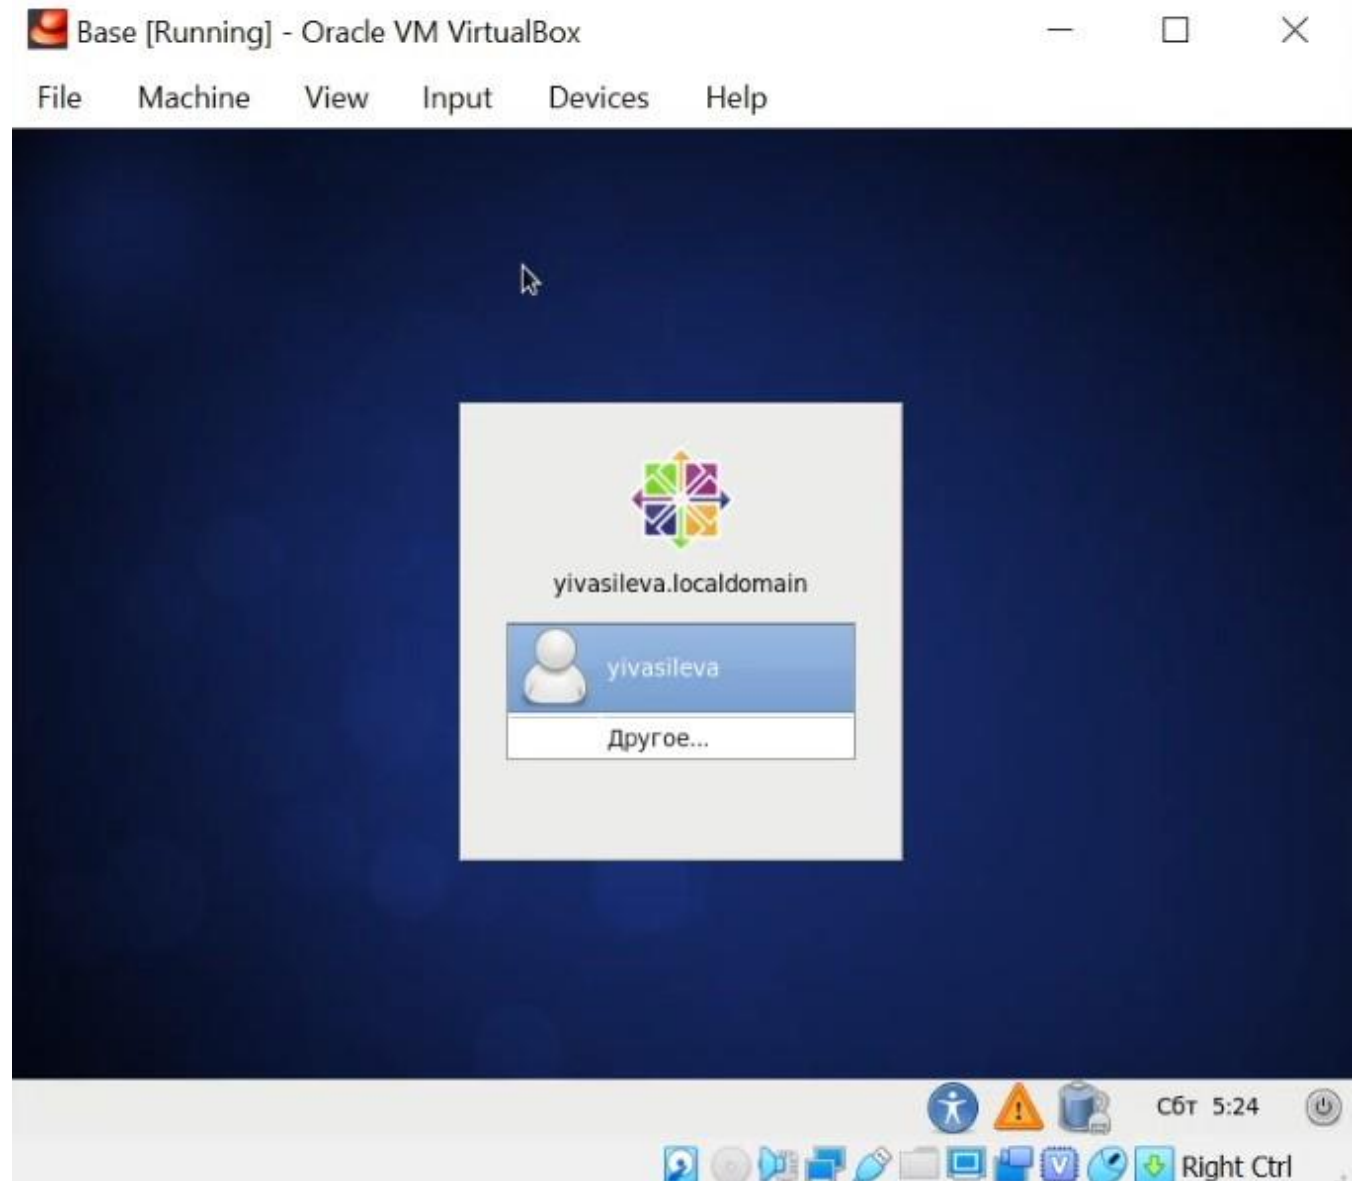 Base [Running] - Oracle VM VirtualBox
File Machine View Input Devices Help
yivasileva.localdomain
yivasileva
Другое...
Сбт 5:24
Right Ctrl